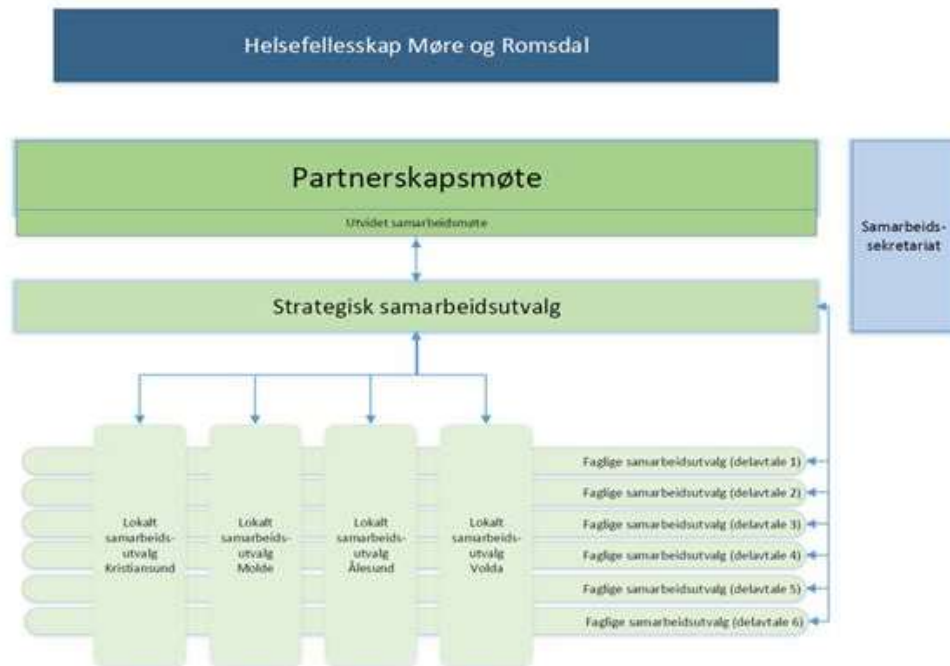 Helsefellesskap Møre og Romsdal
Partnerskapsmøte
Utvidet samarbeidsmøte
Samarbeids-
sekretariat
Strategisk samarbeidsutvalg
Lokalt
samarbeids-
utvalg
Kristiansund
Lokalt
samarbeids-
utvalg
Molde
Lokalt
samarbeids-
utvalg
Ålesund
Lokalt
samarbeids-
utvalg
Volda
Faglige samarbeidsutvalg (delavtale 1)
Faglige samarbeidsutvalg (delavtale 2)
Faglige samarbeidsutvalg (delavtale 3)
Faglige samarbeidsutvalg (delavtale 4)
Faglige samarbeidsutvalg (delavtale 5)
Faglige samarbeidsutvalg (delavtale 6)